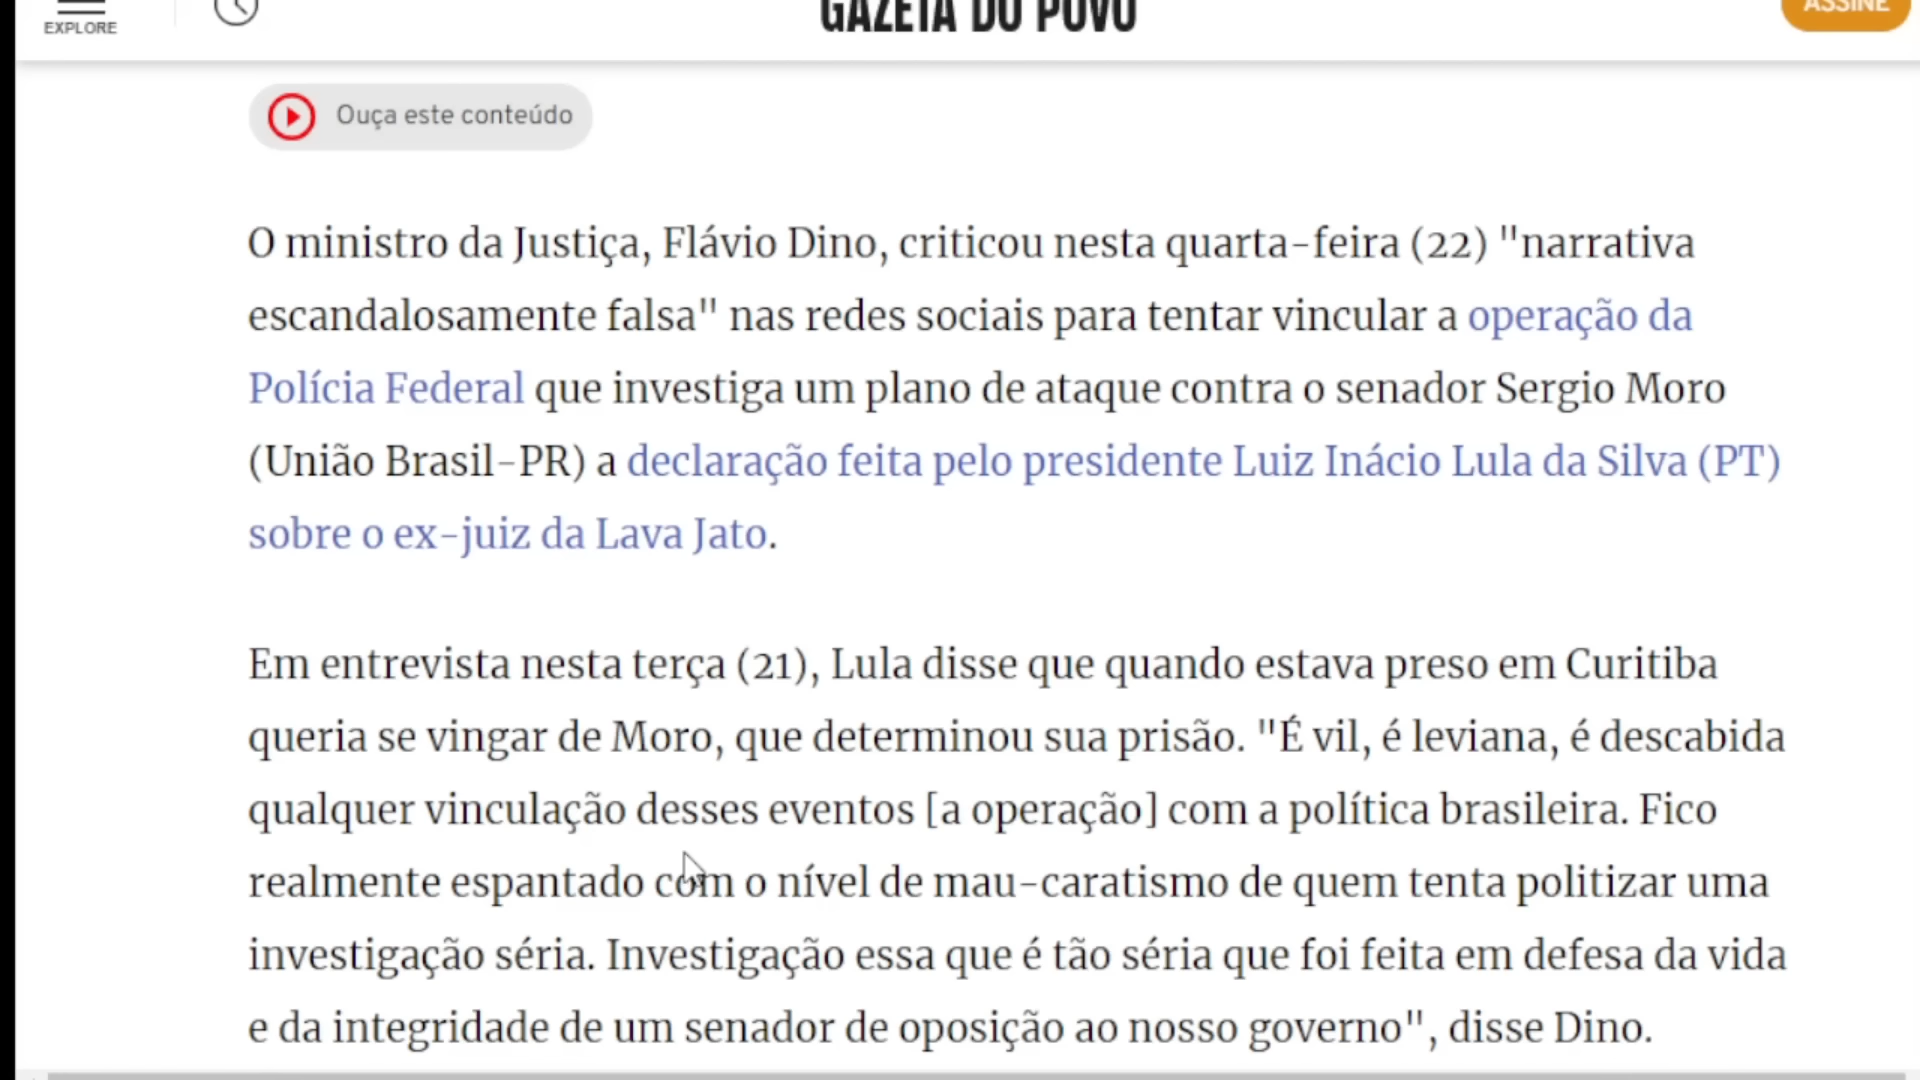 EXPLORE
GAZETA DO POVO
ASSINE
Ouça este conteúdo
O ministro da Justiça, Flávio Dino, criticou nesta quarta-feira (22) "narrativa
escandalosamente falsa" nas redes sociais para tentar vincular a operação da
Polícia Federal que investiga um plano de ataque contra o senador Sergio Moro
(União Brasil-PR) a declaração feita pelo presidente Luiz Inácio Lula da Silva (PT)
sobre o ex-juiz da Lava Jato.
Em entrevista nesta terça (21), Lula disse que quando estava preso em Curitiba
queria se vingar de Moro, que determinou sua prisão. "É vil, é leviana, é descabida
qualquer vinculação desses eventos [a operação] com a política brasileira. Fico
realmente espantado com o nível de mau-caratismo de quem tenta politizar uma
investigação séria. Investigação essa que é tão séria que foi feita em defesa da vida
e da integridade de um senador de oposição ao nosso governo", disse Dino.